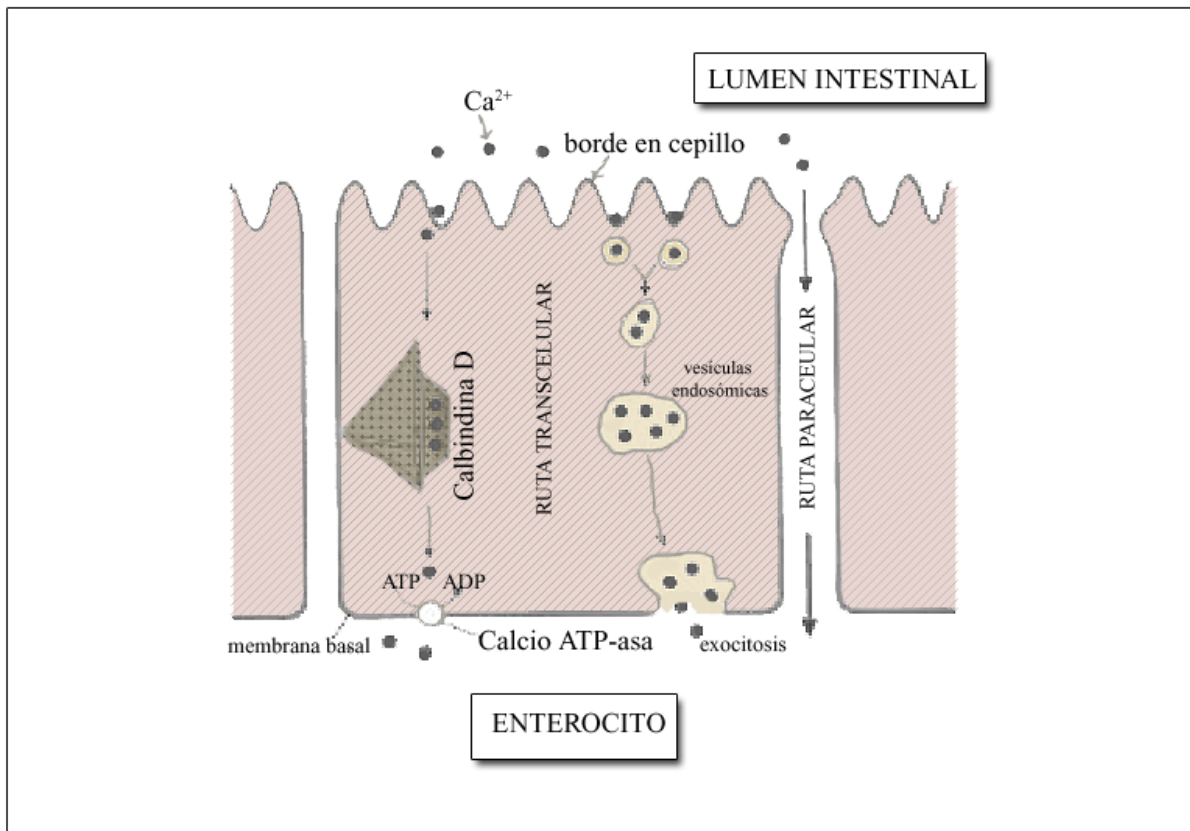 LUMEN INTESTINAL
Ca²⁺
borde en cepillo
RUTA TRANSCELULAR
Calbindina D
vesículas
endosómicas
RUTA PARACEULAR
ATP
ADP
membrana basal
Calcio ATP-asa
exocitosis
ENTEROCITO